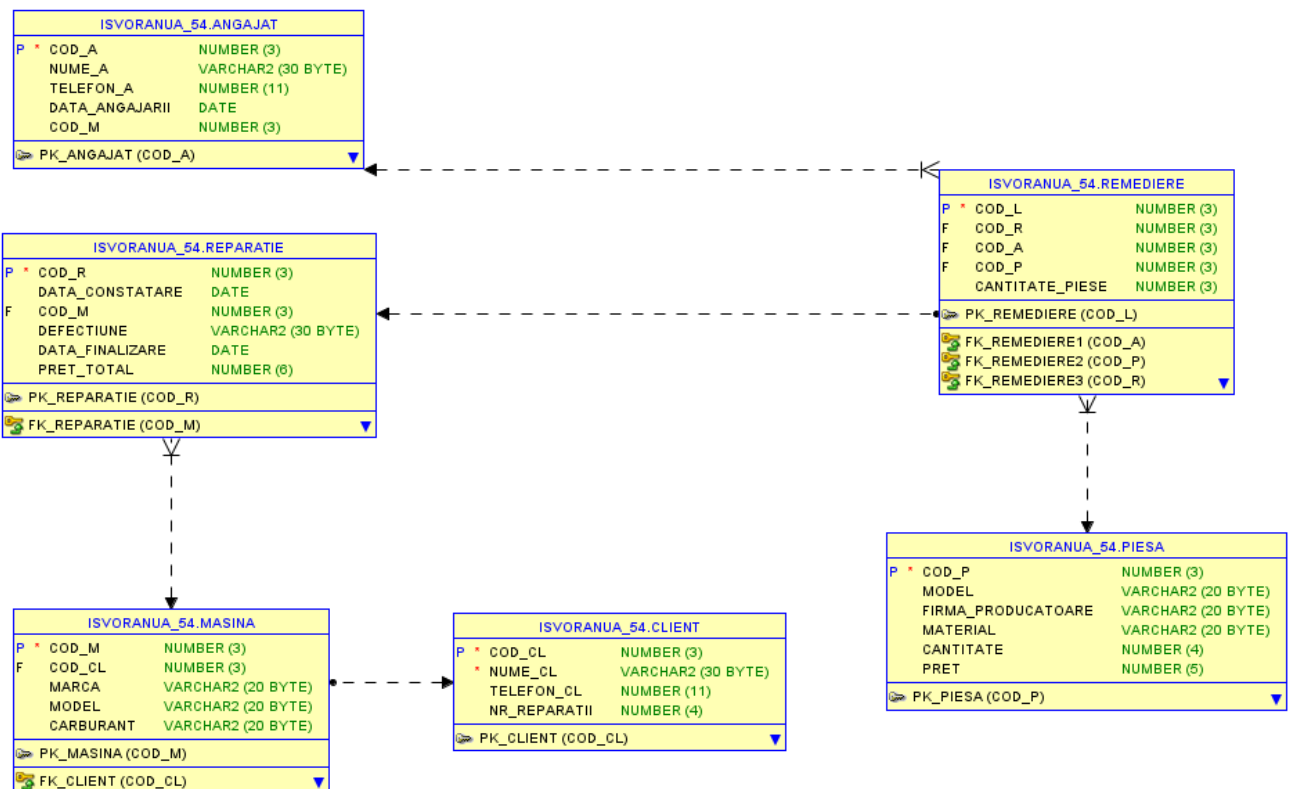 ISVORANUA_54.ANGAJAT
P * COD_A NUMBER (3)
NUME_A VARCHAR2 (30 BYTE)
TELEFON_A NUMBER (11)
DATA_ANGAJARII DATE
COD_M NUMBER (3)
PK_ANGAJAT (COD_A)
ISVORANUA_54.REMEDIERE
P * COD_L NUMBER (3)
F COD_R NUMBER (3)
F COD_A NUMBER (3)
F COD_P NUMBER (3)
CANTITATE_PIESE NUMBER (3)
PK_REMEDIERE (COD_L)
FK_REMEDIERE1 (COD_A)
FK_REMEDIERE2 (COD_P)
FK_REMEDIERE3 (COD_R)
ISVORANUA_54.REPARATIE
P * COD_R NUMBER (3)
DATA_CONSTATARE DATE
F COD_M NUMBER (3)
DEFECTIUNE VARCHAR2 (30 BYTE)
DATA_FINALIZARE DATE
PRET_TOTAL NUMBER (6)
PK_REPARATIE (COD_R)
FK_REPARATIE (COD_M)
ISVORANUA_54.PIESA
P * COD_P NUMBER (3)
MODEL VARCHAR2 (20 BYTE)
FIRMA_PRODUCATOARE VARCHAR2 (20 BYTE)
MATERIAL VARCHAR2 (20 BYTE)
CANTITATE NUMBER (4)
PRET NUMBER (5)
PK_PIESA (COD_P)
ISVORANUA_54.MASINA
P * COD_M NUMBER (3)
F COD_CL NUMBER (3)
MARCA VARCHAR2 (20 BYTE)
MODEL VARCHAR2 (20 BYTE)
CARBURANT VARCHAR2 (20 BYTE)
PK_MASINA (COD_M)
FK_CLIENT (COD_CL)
ISVORANUA_54.CLIENT
P * COD_CL NUMBER (3)
* NUME_CL VARCHAR2 (30 BYTE)
TELEFON_CL NUMBER (11)
NR_REPARATII NUMBER (4)
PK_CLIENT (COD_CL)